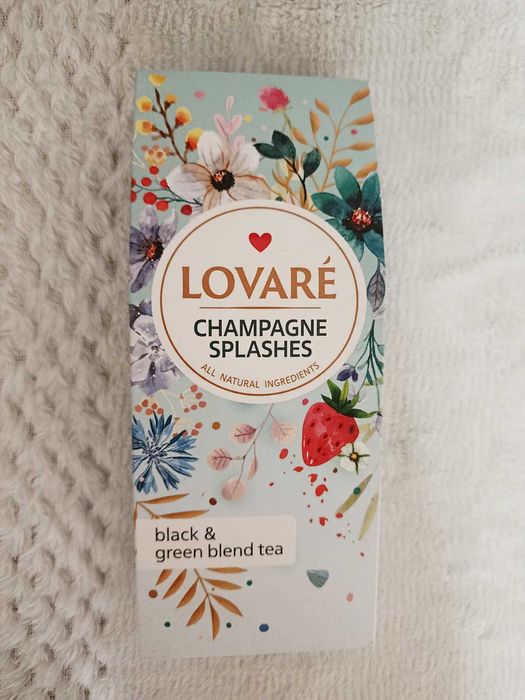 LOVARÉ
CHAMPAGNE
SPLASHES
ALL NATURAL INGREDIENTS
black &
green blend tea